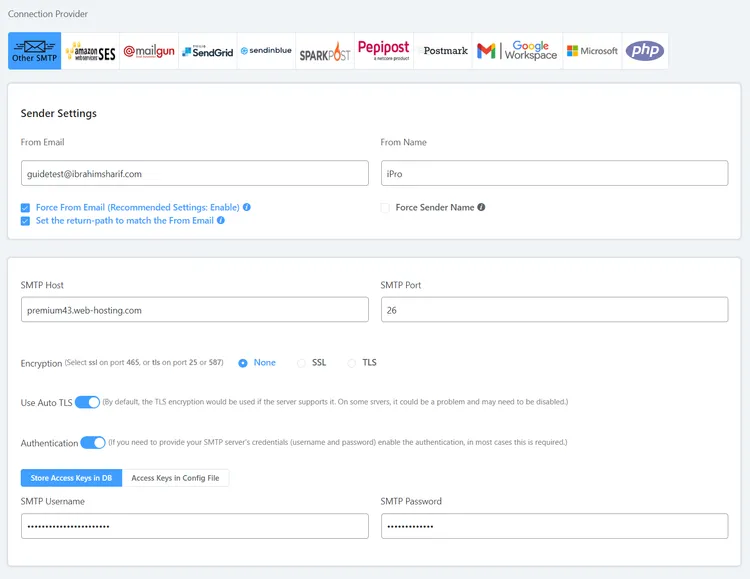 Connection Provider
Other SMTP
amazon webservices SES
@mailgun
SendGrid
sendinblue
SPARKPOST
Pepipost
a netcore product
Postmark
Google Workspace
Microsoft
php
Sender Settings
From Email From Name
guidetest@ibrahimsharif.com iPro
Force From Email (Recommended Settings: Enable) Force Sender Name
Set the return-path to match the From Email
SMTP Host SMTP Port
premium43.web-hosting.com 26
Encryption (Select ssl on port 465, or tls on port 25 or 587) None SSL TLS
Use Auto TLS (By default, the TLS encryption would be used if the server supports it. On some srvers, it could be a problem and may need to be disabled.)
Authentication (If you need to provide your SMTP server's credentials (username and password) enable the authentication, in most cases this is required.)
Store Access Keys in DB Access Keys in Config File
SMTP Username SMTP Password